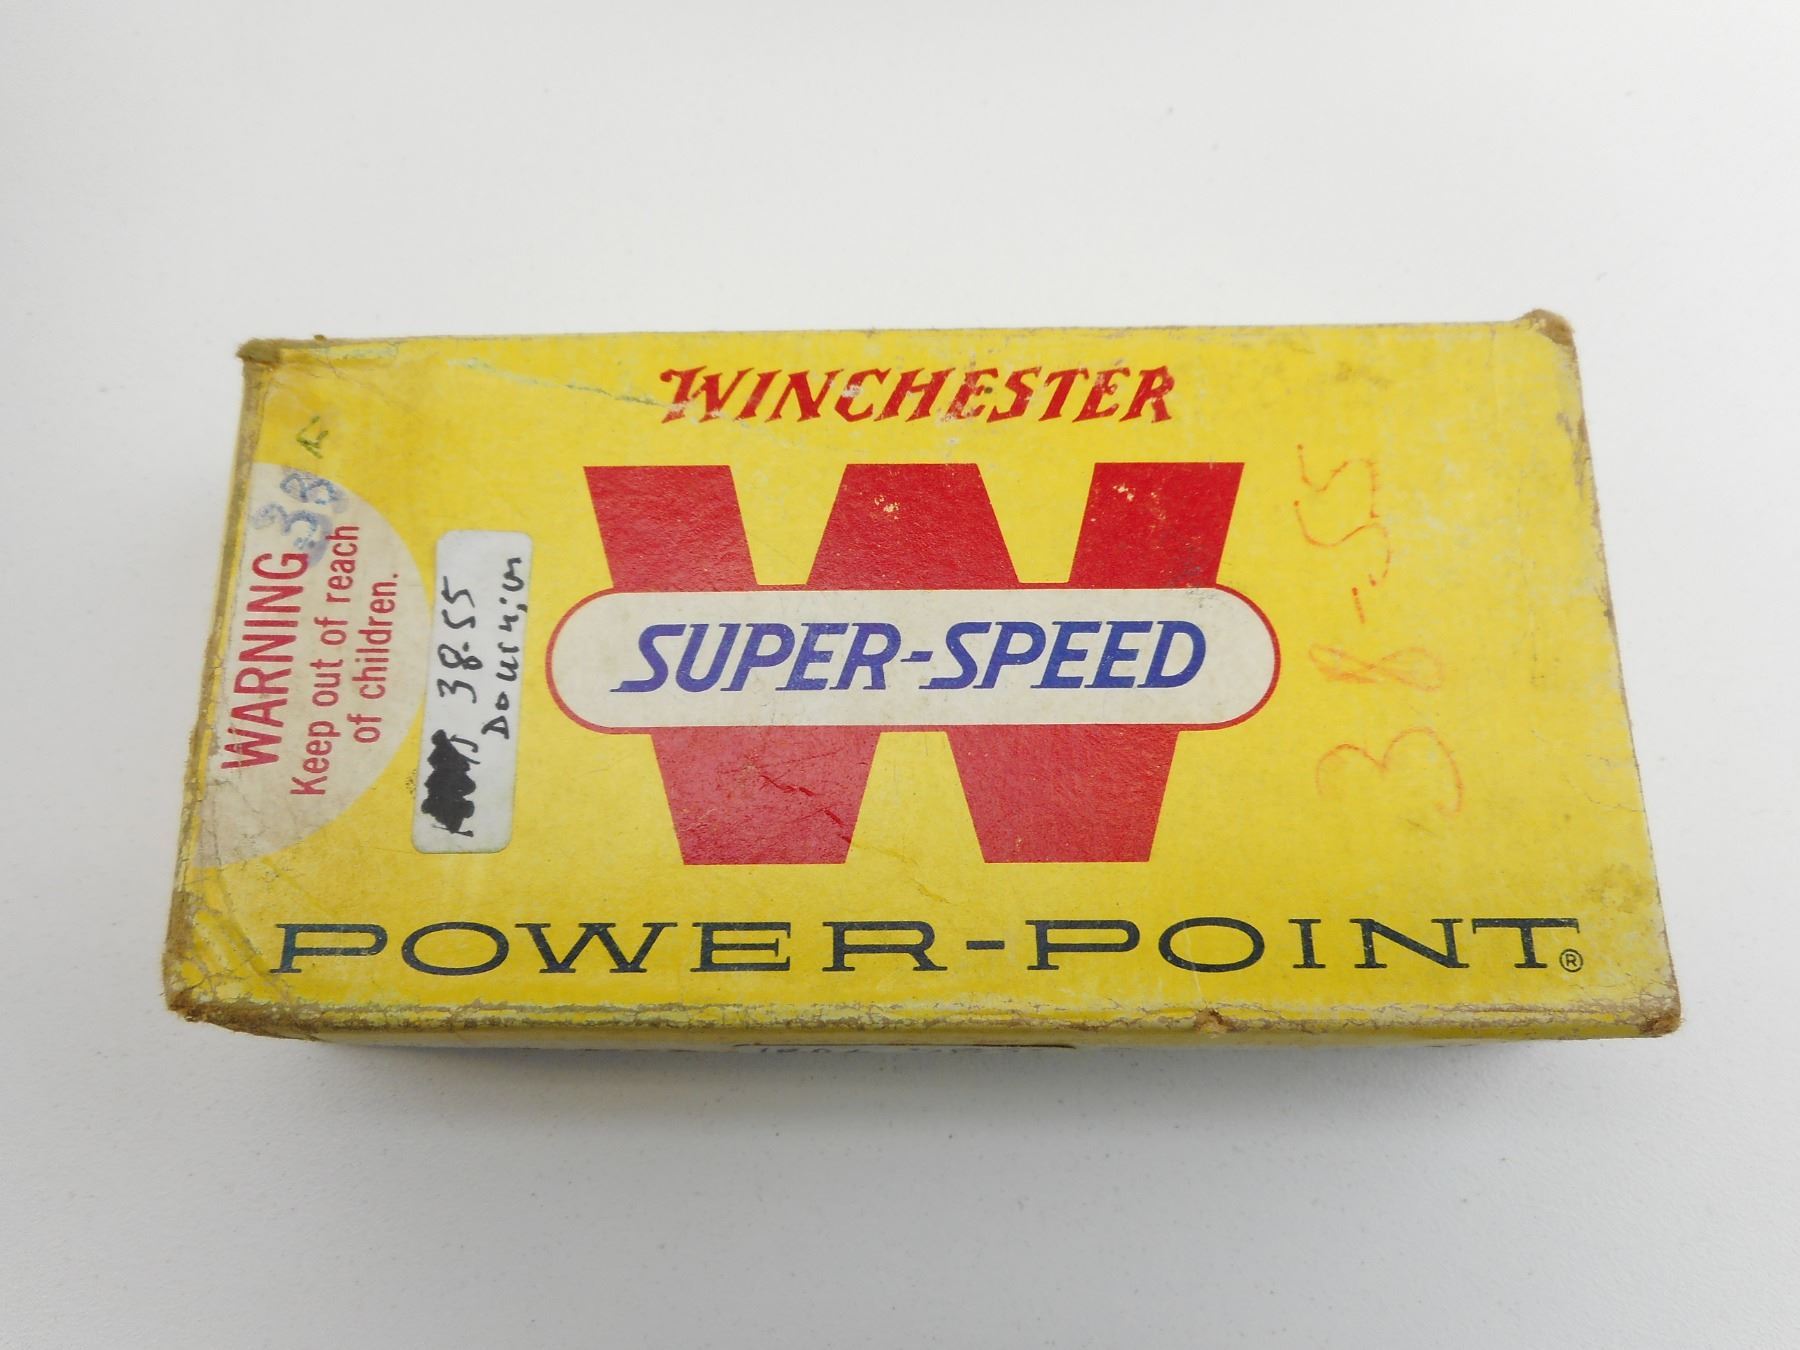 WINCHESTER
SUPER-SPEED
POWER-POINT®
WARNING
Keep out of reach
of children.
38-55
38-55